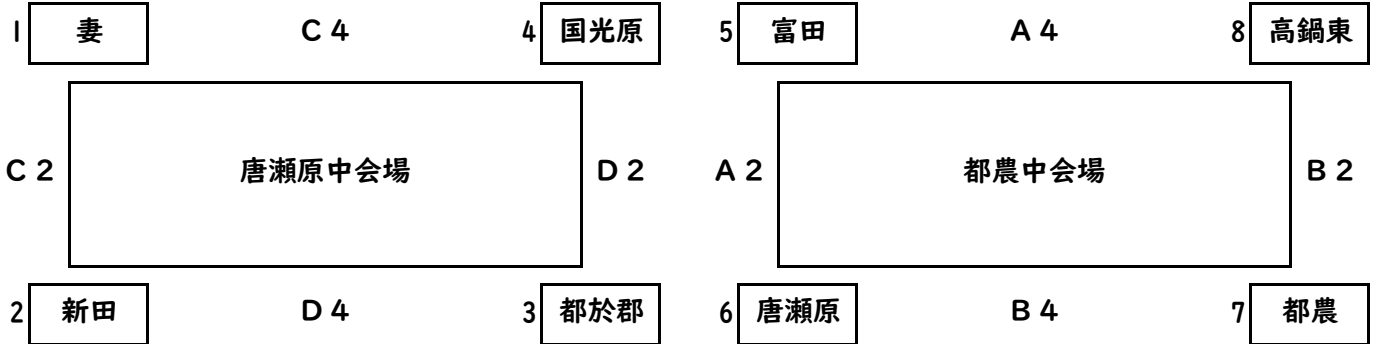 1 妻 C4 4 国光原 5 富田 A4 8 高鍋東
C2 唐瀬原中会場 D2 A2 都農中会場 B2
2 新田 D4 3 都於郡 6 唐瀬原 B4 7 都農